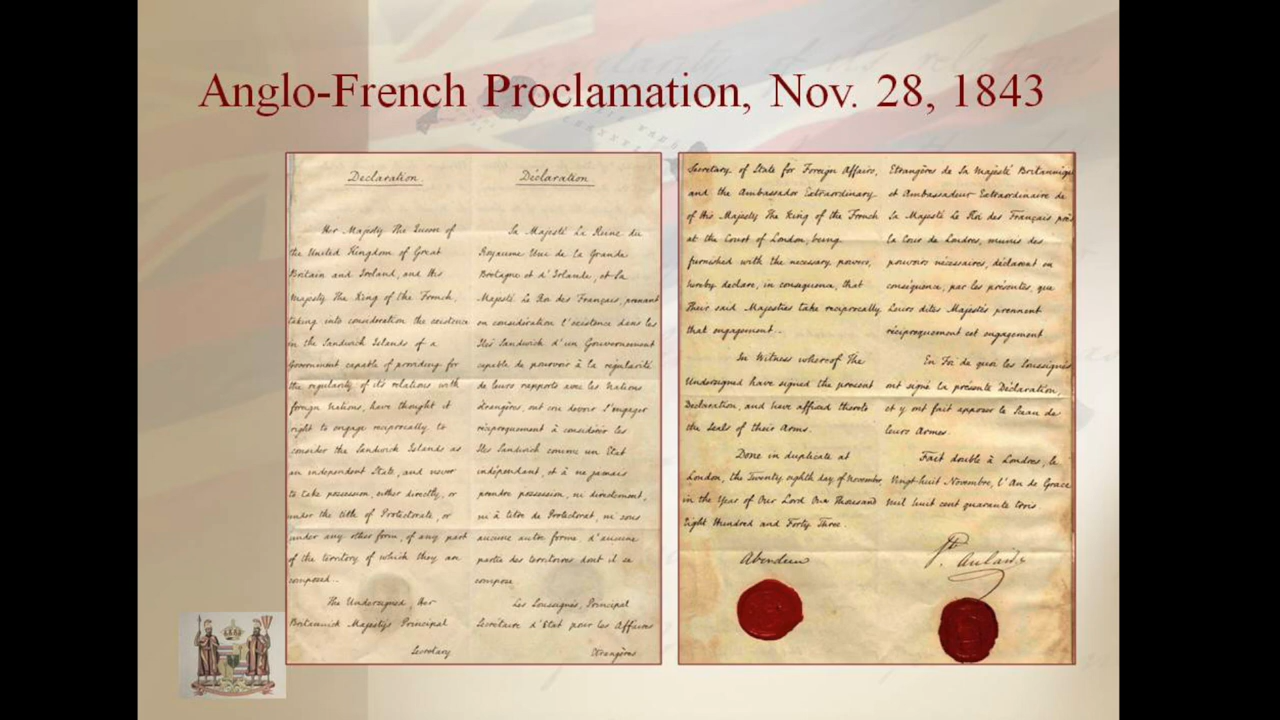 Anglo-French Proclamation, Nov. 28, 1843
Declaration.
Her Majesty The Queen of
the United Kingdom of Great
Britain and Ireland, and His
Majesty The King of the French,
taking into consideration the existence
in the Sandwich Islands of a
Government capable of providing for
the regularity of its relations with
foreign Nations, have thought it
right to engage reciprocally, to
consider the Sandwich Islands as
an independent State, and never
to take possession, either directly, or
under the title of Protectorate, or
under any other form, of any part
of the territory of which they are
composed..
The Undersigned, Her
Britannick Majesty's Principal
Secretary
Déclaration.
Sa Majesté La Reine du
Royaume Uni de la Grande
Bretagne et d'Irlande, et Sa
Majesté Le Roi des Français, prenant
en considération l'existence dans les
Iles Sandwich d'un Gouvernement
capable de pourvoir à la régularité
de leurs rapports avec les Nations
étrangères, ont cru devoir s'engager
réciproquement à considérer les
Iles Sandwich comme un Etat
indépendant, et à ne jamais
prendre possession, ni directement,
ni à titre de Protectorat, ni sous
aucune autre forme, d'aucune
partie des territoires dont il se
compose
Les Soussignés, Principal
Secrétaire d'Etat pour les Affaires
Etrangères
Secretary of State for Foreign Affairs,
and the Ambassador Extraordinary
of His Majesty The King of the French
at the Court of London, being
furnished with the necessary powers,
hereby declare, in consequence, that
Their said Majesties take reciprocally
that engagement..
In Witness whereof The
Undersigned have signed the present
Declaration, and have affixed thereto
the Seals of their Arms.
Done in duplicate at
London, the Twenty eighth day of November,
in the Year of Our Lord One Thousand
Eight Hundred and Forty Three.
Aberdeen
Etrangères de Sa Majesté Britannique
et Ambassadeur Extraordinaire de
Sa Majesté Le Roi des Français près
la Cour de Londres, munis des
pouvoirs nécessaires, déclarent en
conséquence, par les présentes, que
Leurs dites Majestés prennent
réciproquement cet engagement
En Foi de quoi les Soussignés
ont signé la présente Déclaration,
et y ont fait apposer le Sceau de
leurs Armes.
Fait double à Londres, le
Vingt-huit Novembre, l'An de Grace
mil huit cent quarante trois